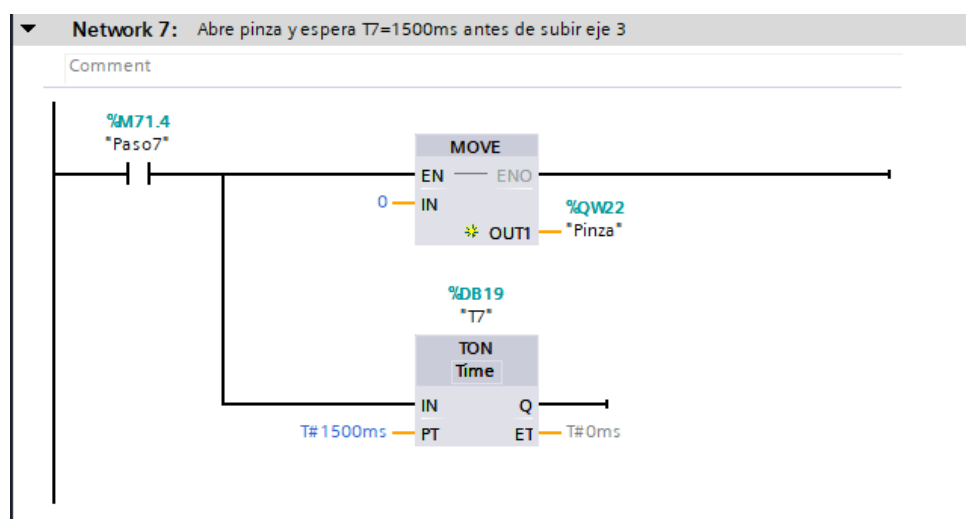 Network 7: Abre pinza y espera T7=1500ms antes de subir eje 3
Comment
%M71.4
"Paso7"
MOVE
EN ENO
0 IN
%QW22
OUT1 "Pinza"
%DB19
"T7"
TON
Time
IN Q
T#1500ms PT ET T#0ms